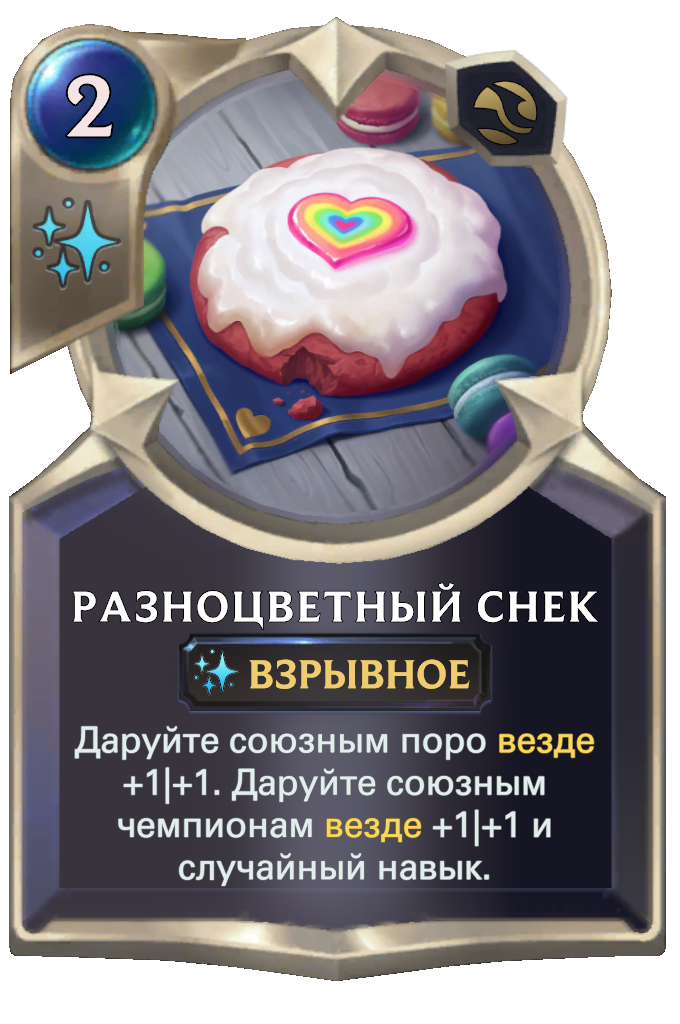 2
РАЗНОЦВЕТНЫЙ СНЕК
ВЗРЫВНОЕ
Даруйте союзным поро везде
+1|+1. Даруйте союзным
чемпионам везде +1|+1 и
случайный навык.